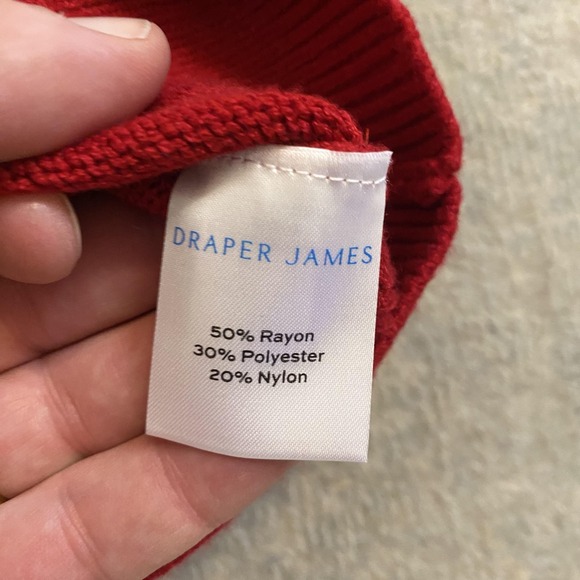 DRAPER JAMES
50% Rayon
30% Polyester
20% Nylon